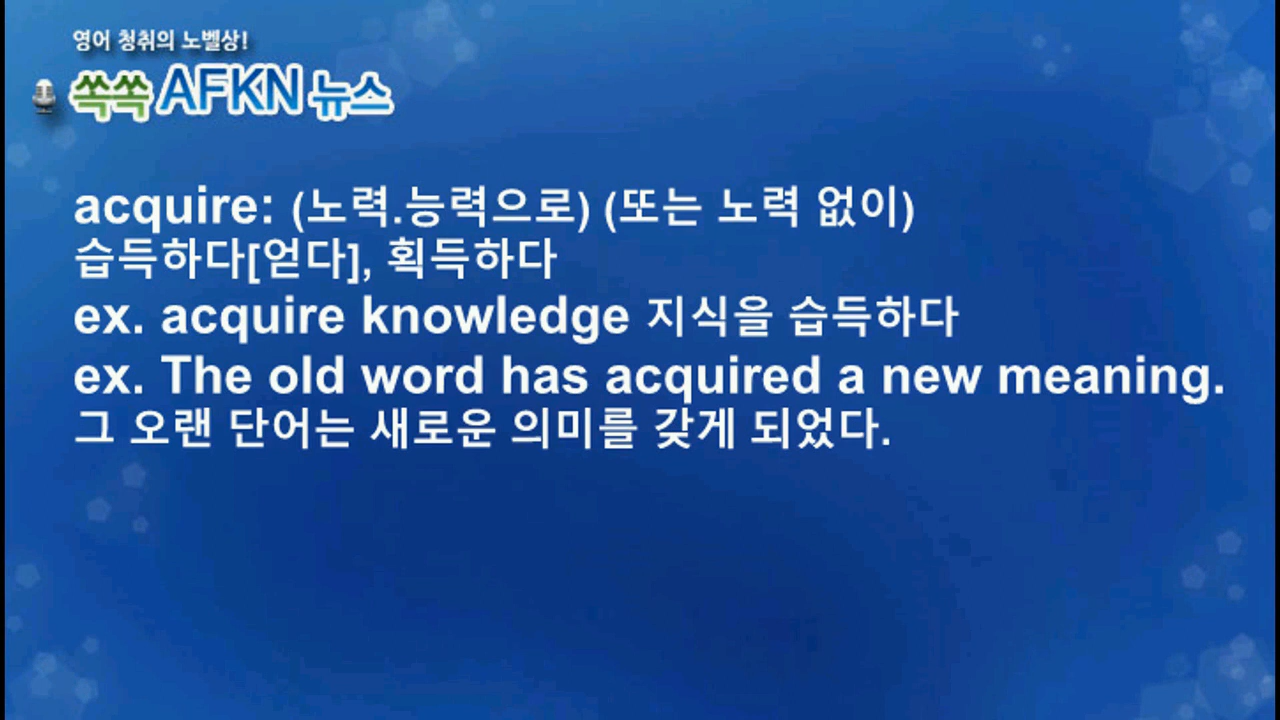 영어 청취의 노벨상!
쏙쏙 AFKN 뉴스
acquire: (노력.능력으로) (또는 노력 없이)
습득하다[얻다], 획득하다
ex. acquire knowledge 지식을 습득하다
ex. The old word has acquired a new meaning.
그 오랜 단어는 새로운 의미를 갖게 되었다.